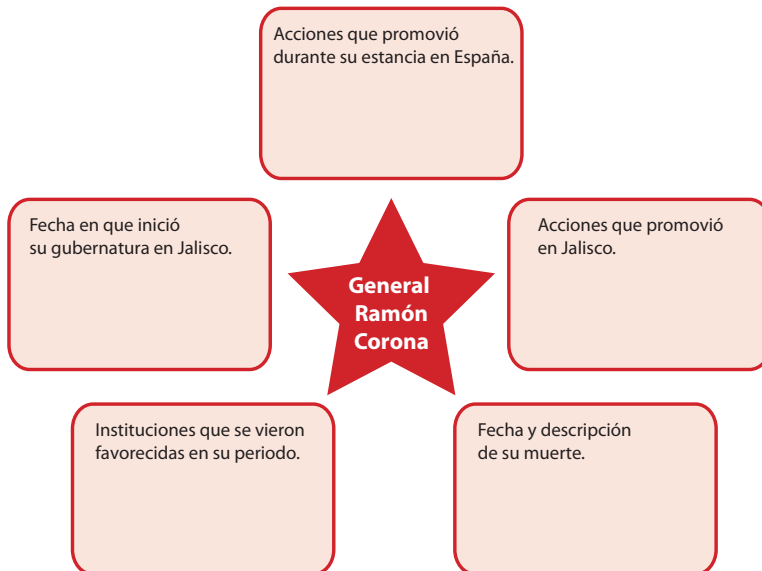 Acciones que promovió
durante su estancia en España.
Fecha en que inició
su gubernatura en Jalisco.
General
Ramón
Corona
Acciones que promovió
en Jalisco.
Instituciones que se vieron
favorecidas en su periodo.
Fecha y descripción
de su muerte.